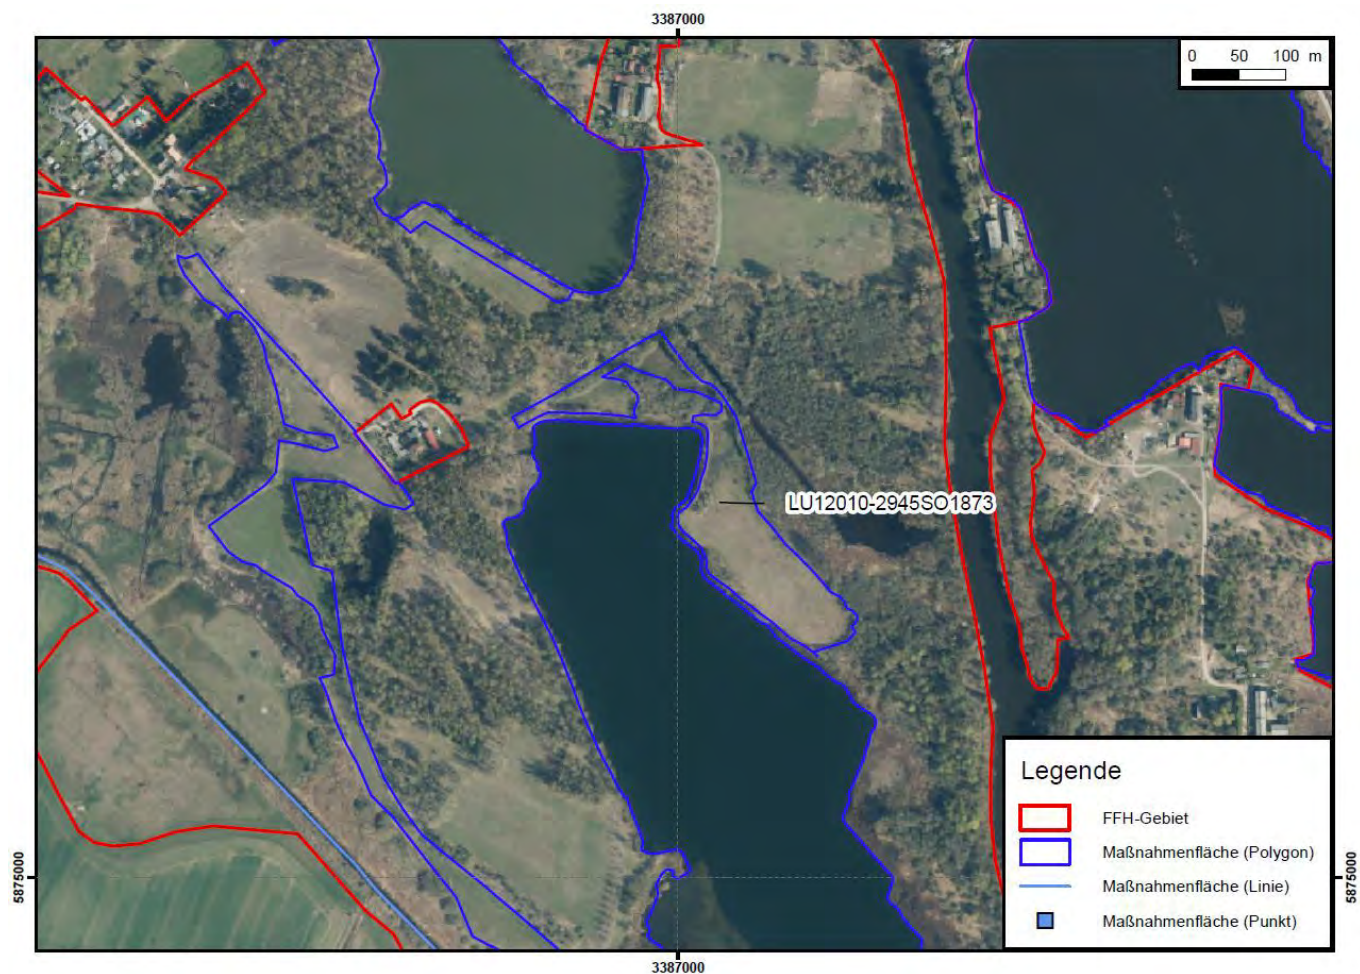 3387000
0 50 100 m
LU12010-2945SO1873
Legende
FFH-Gebiet
Maßnahmenfläche (Polygon)
Maßnahmenfläche (Linie)
Maßnahmenfläche (Punkt)
5875000
5875000
3387000